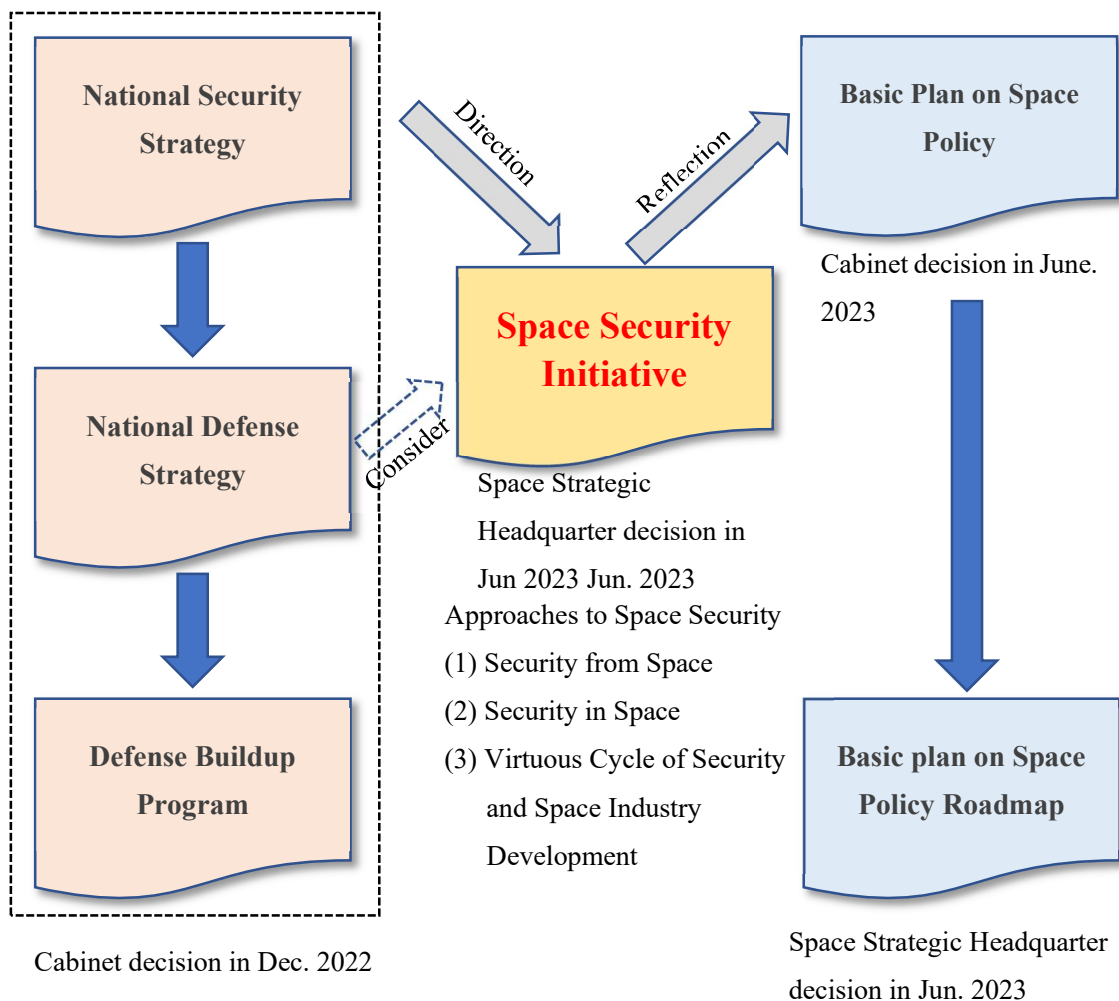 National Security
Strategy
Direction
Reflection
Basic Plan on Space
Policy
Cabinet decision in June.
2023
Space Security
Initiative
National Defense
Strategy
Consider
Space Strategic
Headquarter decision in
Jun 2023 Jun. 2023
Approaches to Space Security
(1) Security from Space
(2) Security in Space
(3) Virtuous Cycle of Security
and Space Industry
Development
Defense Buildup
Program
Basic plan on Space
Policy Roadmap
Cabinet decision in Dec. 2022
Space Strategic Headquarter
decision in Jun. 2023